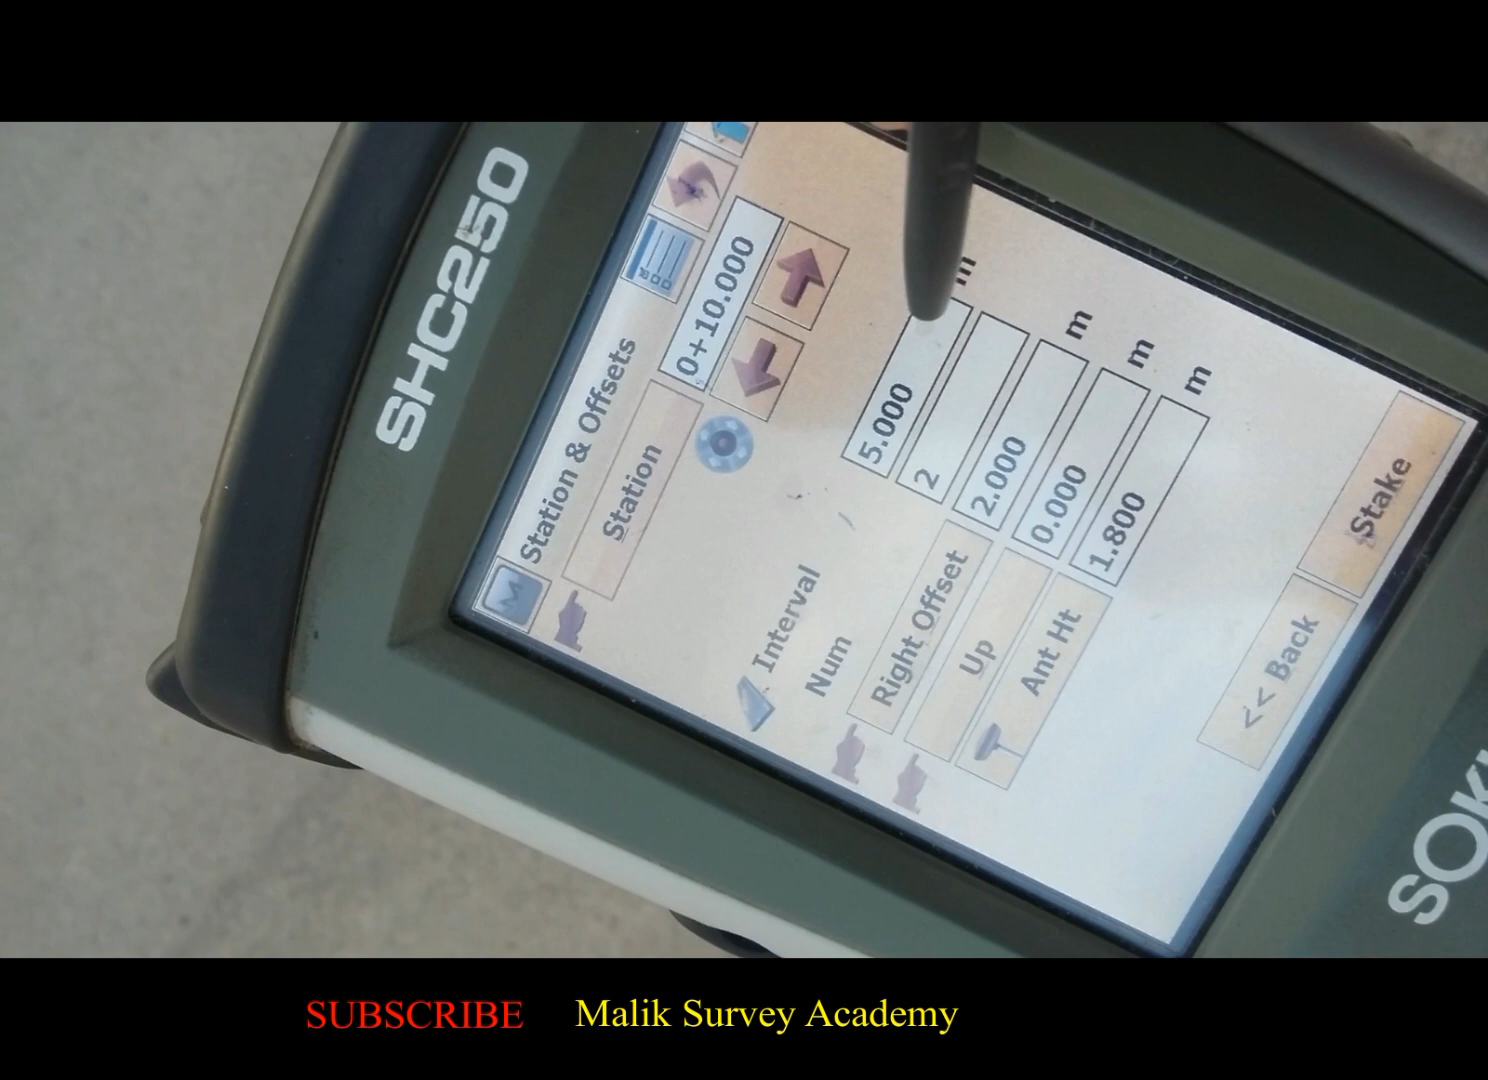 SHC250
Station & Offsets
Station 0+10.000
Interval 5.000 m
Num 2
Right Offset 2.000 m
Up 0.000 m
Ant Ht 1.800 m
<< Back Stake
SUBSCRIBE Malik Survey Academy